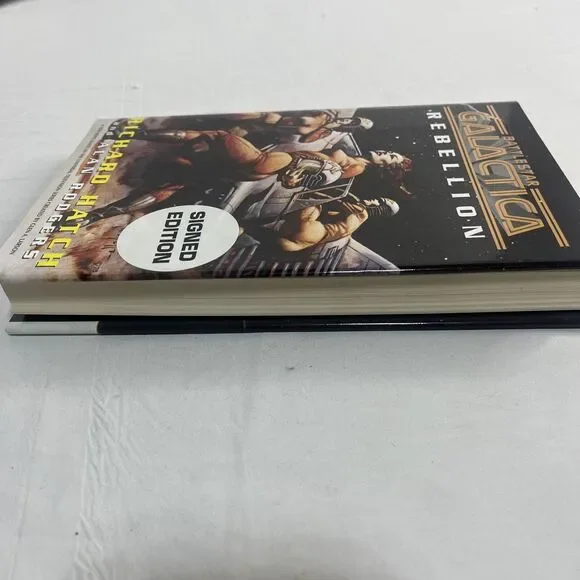 BATTLESTAR
GALACTICA
REBELLION
SIGNED
EDITION
RICHARD HATCH
AND ALAN RODGERS